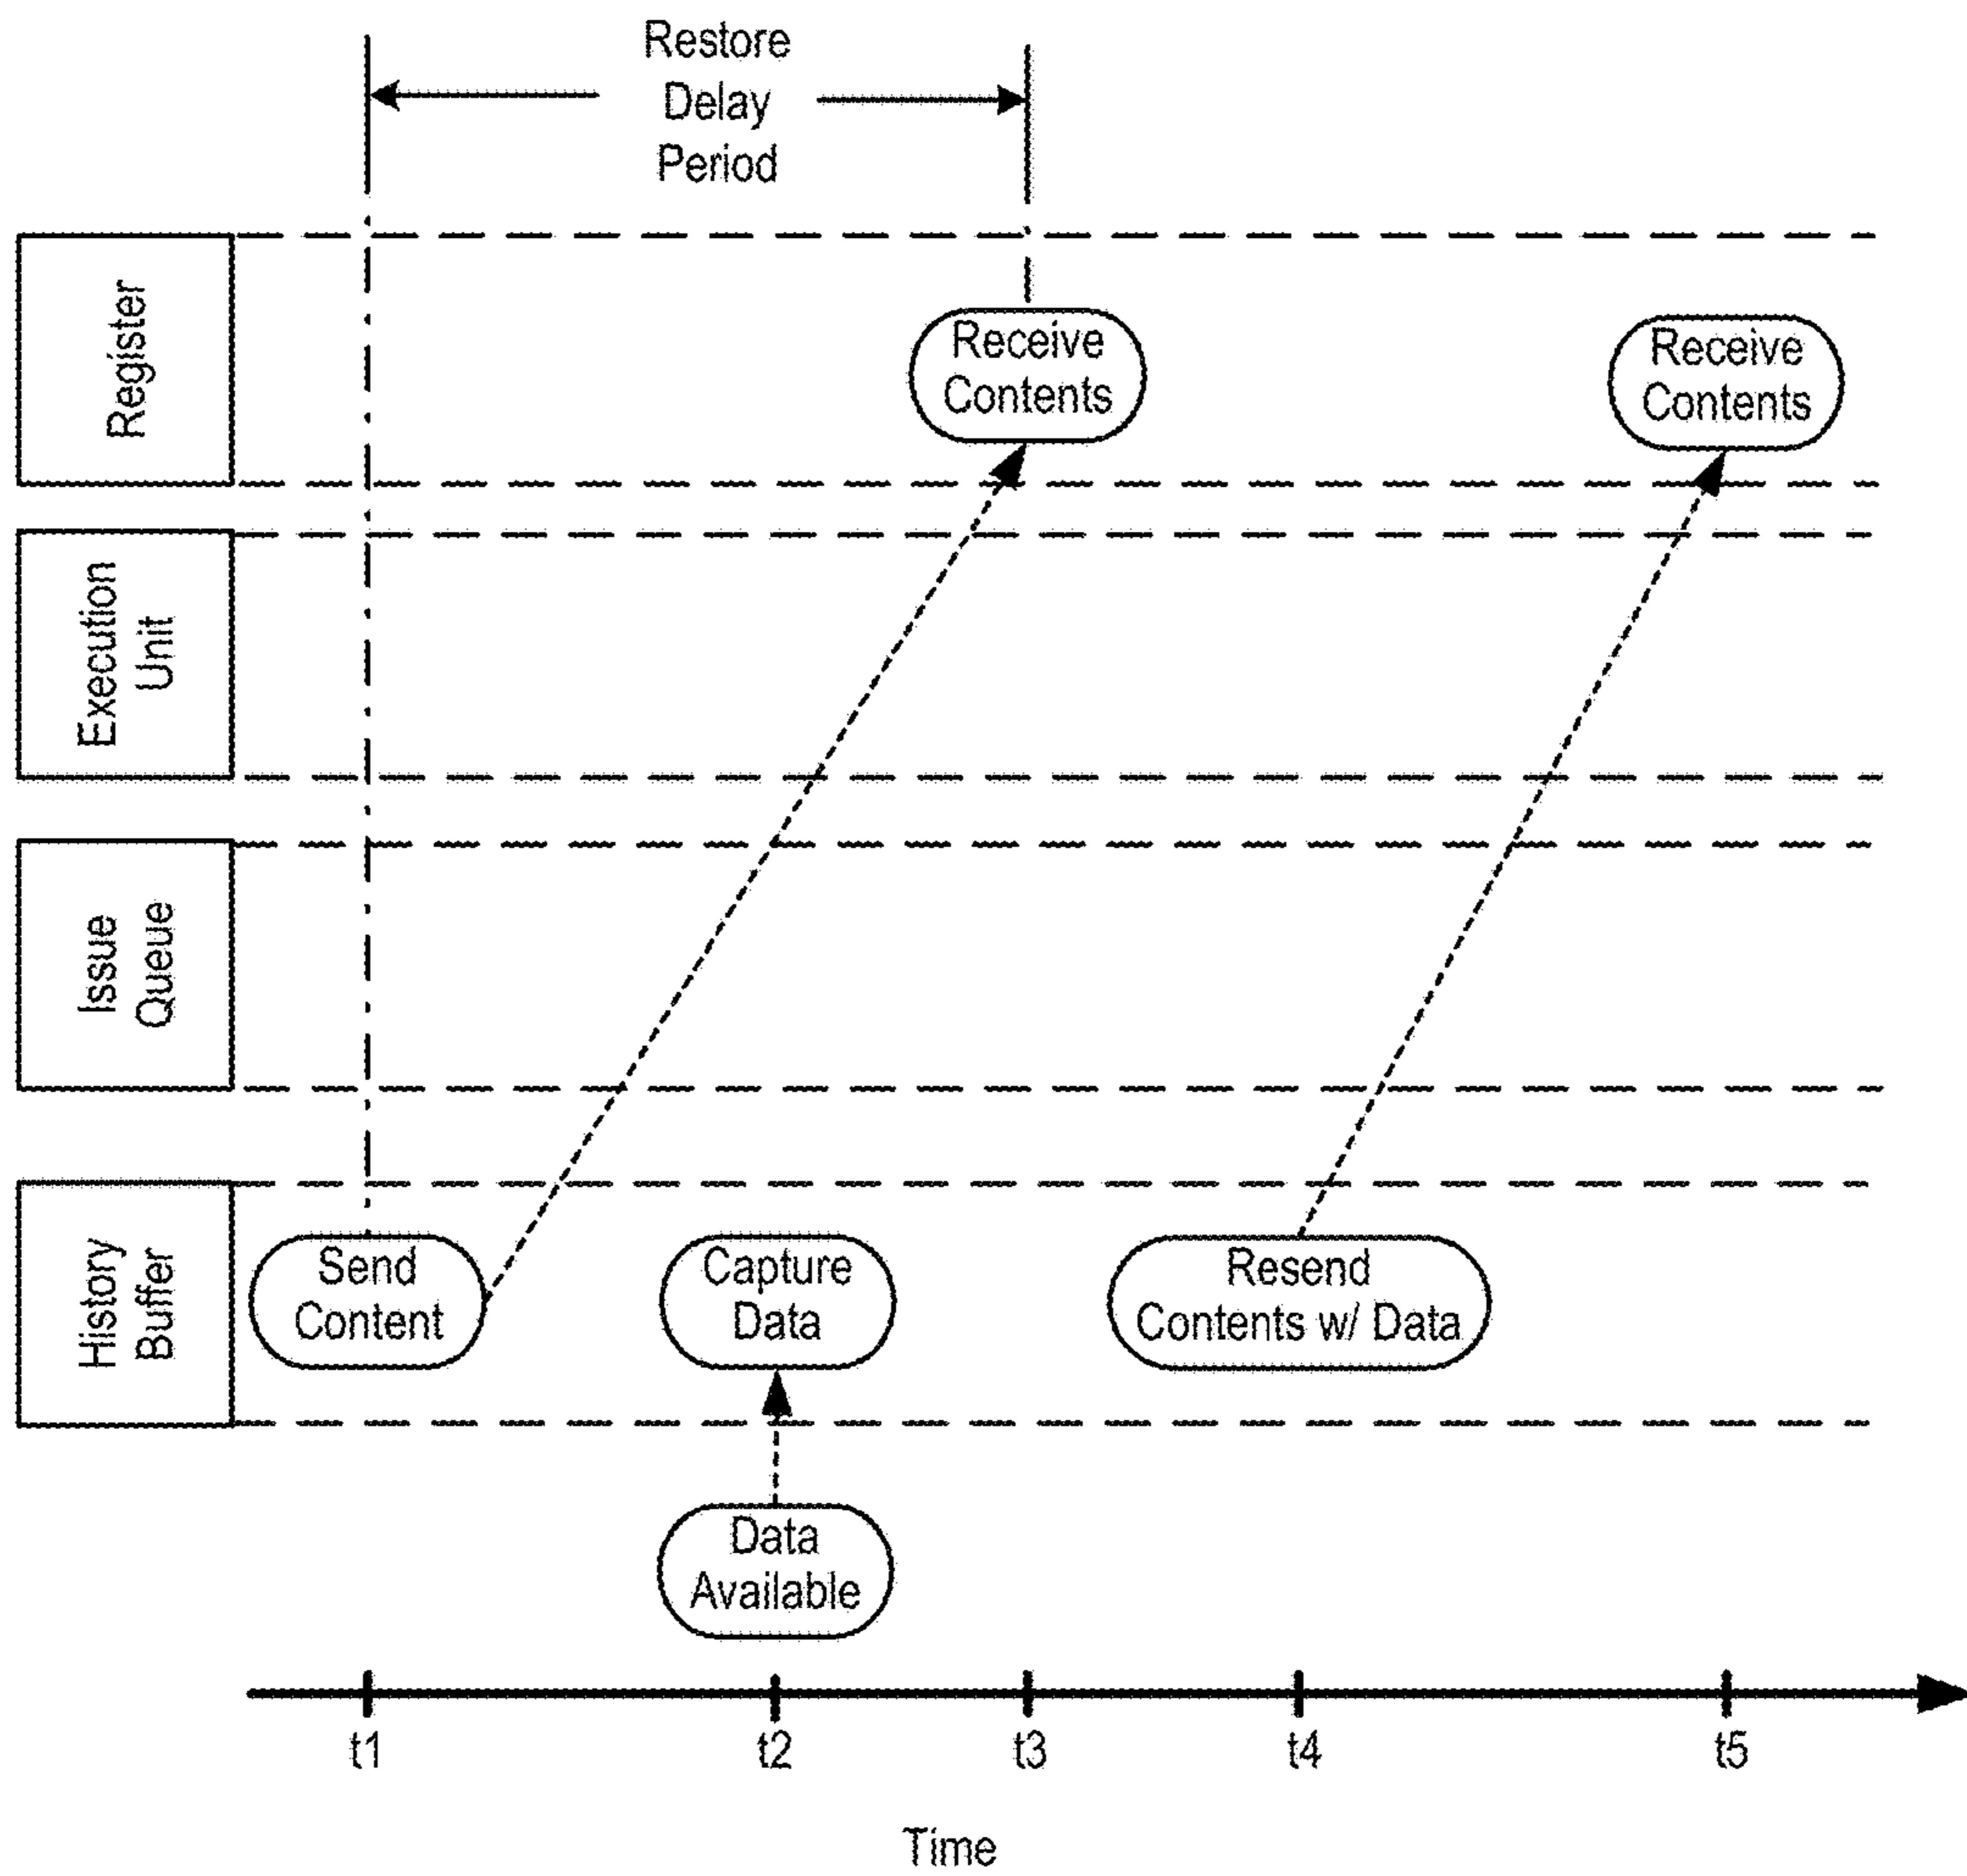 Restore
Delay
Period
Register
Receive
Contents
Receive
Contents
Execution
Unit
Issue
Queue
History
Buffer
Send
Content
Capture
Data
Resend
Contents w/ Data
Data
Available
t1
t2
t3
t4
t5
Time